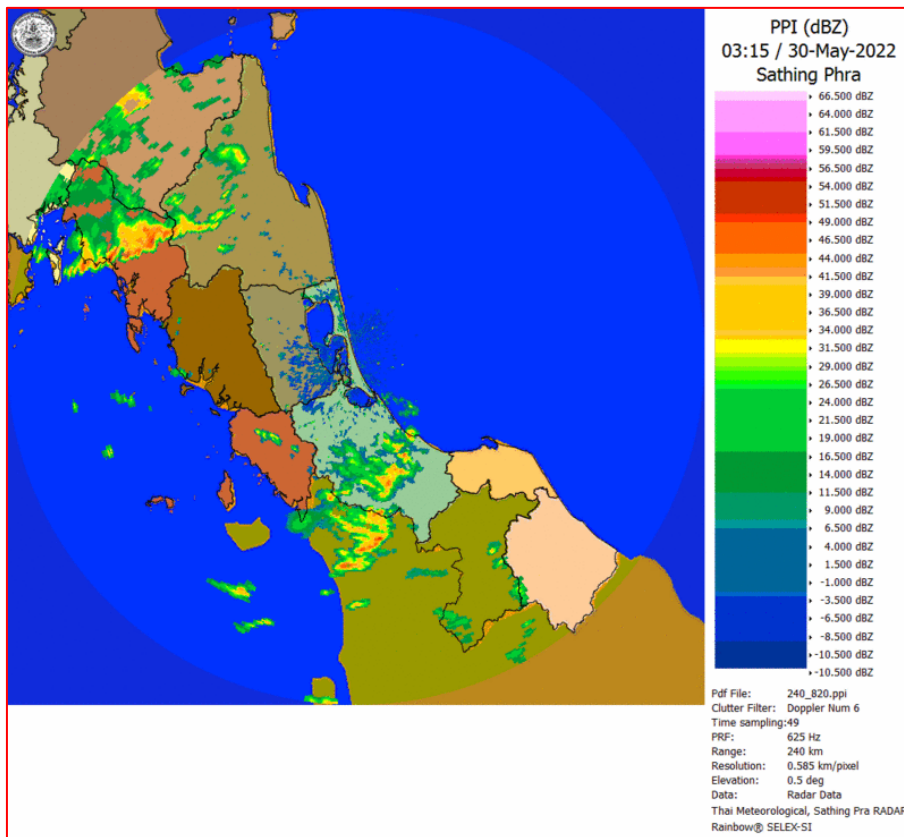 PPI (dBZ)
03:15 / 30-May-2022
Sathing Phra
66.500 dBZ
64.000 dBZ
61.500 dBZ
59.500 dBZ
56.500 dBZ
54.000 dBZ
51.500 dBZ
49.000 dBZ
46.500 dBZ
44.000 dBZ
41.500 dBZ
39.000 dBZ
36.500 dBZ
34.000 dBZ
31.500 dBZ
29.000 dBZ
26.500 dBZ
24.000 dBZ
21.500 dBZ
19.000 dBZ
16.500 dBZ
14.000 dBZ
11.500 dBZ
9.000 dBZ
6.500 dBZ
4.000 dBZ
1.500 dBZ
-1.000 dBZ
-3.500 dBZ
-8.500 dBZ
-10.500 dBZ
-10.500 dBZ
Pdf File: 240_820.ppi
Clutter Filter: Doppler Num 6
Time sampling:49
PRF: 625 Hz
Range: 240 km
Resolution: 0.585 km/pixel
Elevation: 0.5 deg
Data: Radar Data
Thai Meteorological, Sathing Pra RADAR
Rainbow® SELEX-SI